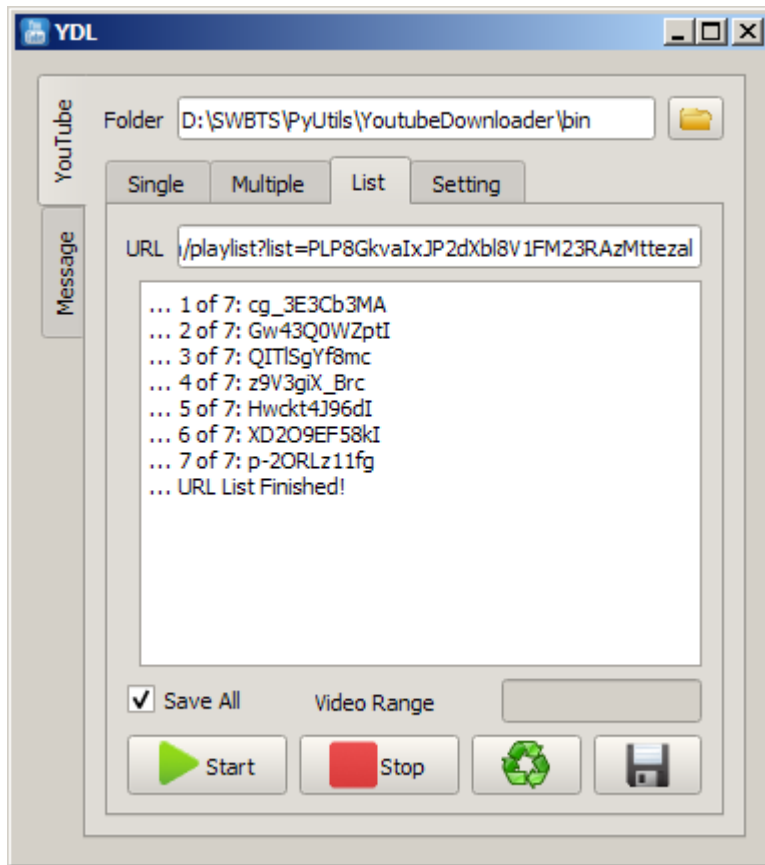 YDL
YouTube
Message
Folder D:\SWBTS\PyUtils\YoutubeDownloader\bin
Single Multiple List Setting
URL /playlist?list=PLP8GkvaIxJP2dXbl8V1FM23RAzMttezal
... 1 of 7: cg_3E3Cb3MA
... 2 of 7: Gw43Q0WZptI
... 3 of 7: QITlSgYf8mc
... 4 of 7: z9V3giX_Brc
... 5 of 7: Hwckt4J96dI
... 6 of 7: XD2O9EF58kI
... 7 of 7: p-2ORLz11fg
... URL List Finished!
Save All Video Range
Start Stop